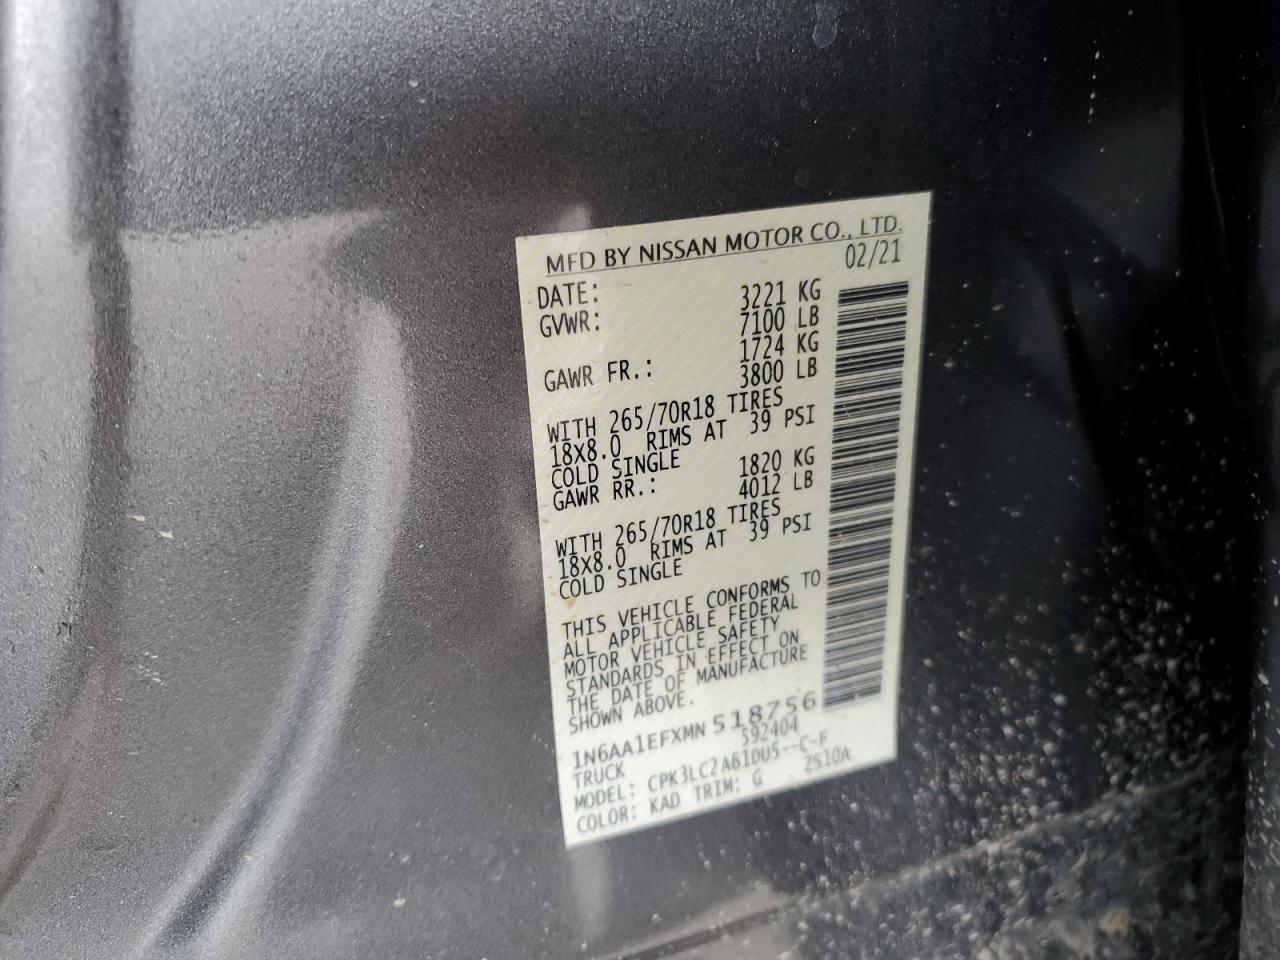 MFD BY NISSAN MOTOR CO., LTD.
DATE: 02/21
GVWR: 3221 KG
7100 LB
GAWR FR.: 1724 KG
3800 LB
WITH 265/70R18 TIRES
18X8.0 RIMS AT 39 PSI
COLD SINGLE
GAWR RR.: 1820 KG
4012 LB
WITH 265/70R18 TIRES
18X8.0 RIMS AT 39 PSI
COLD SINGLE
THIS VEHICLE CONFORMS TO
ALL APPLICABLE FEDERAL
MOTOR VEHICLE SAFETY
STANDARDS IN EFFECT ON
THE DATE OF MANUFACTURE
SHOWN ABOVE.
1N6AA1EFXMN 518756
TRUCK 592404
MODEL: CPK3LC2A61DU5--C-F
COLOR: KAD TRIM: G ZS10A